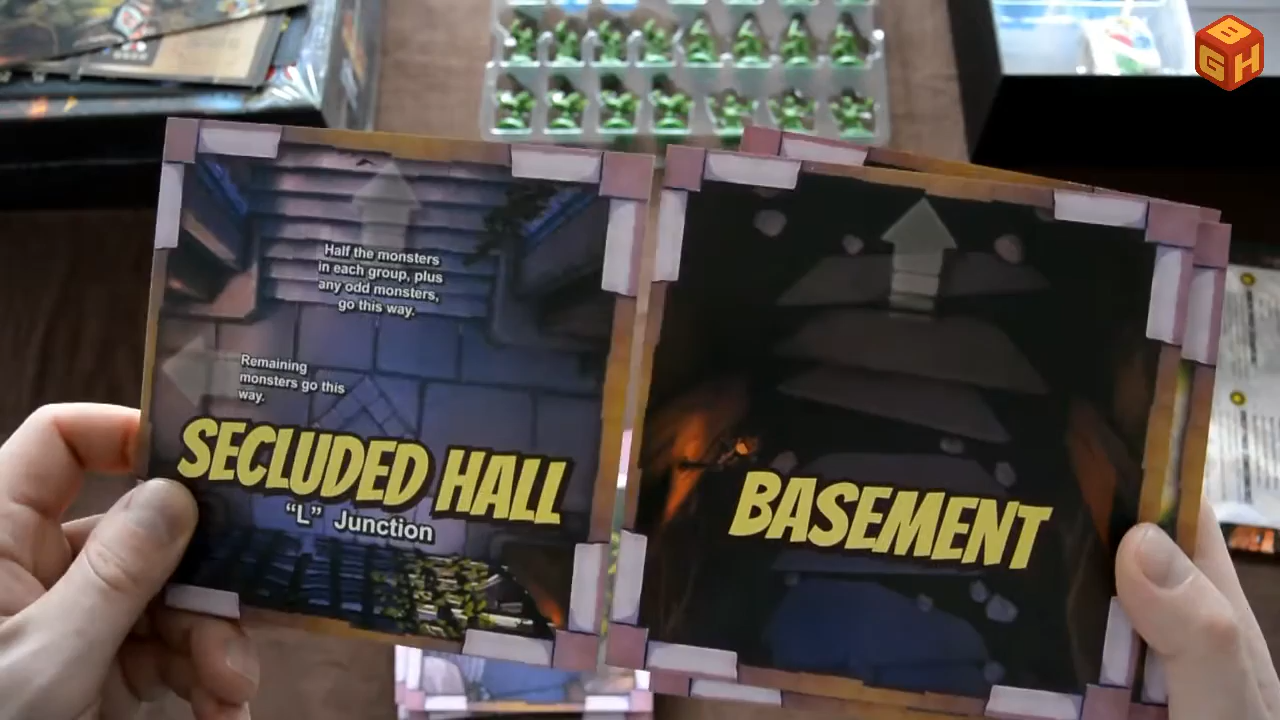 BGH
Half the monsters
in each group, plus
any odd monsters,
go this way.
Remaining
monsters go this
way.
SECLUDED HALL
“L” Junction
BASEMENT